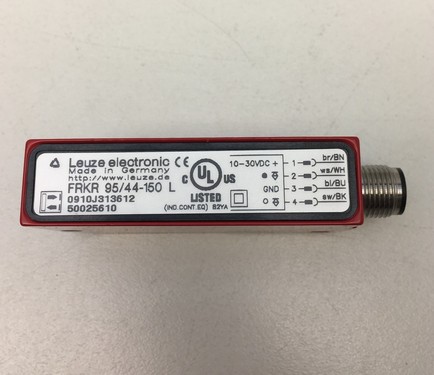 Leuze electronic CE
Made in Germany
http://www.leuze.de
FRKR 95/44-150 L
0910J313612
50025610
C UL US
LISTED
(IND.CONT.EQ) 82YA
10-30VDC + 1 br/BN
2 ws/WH
GND 3 bl/BU
4 sw/BK